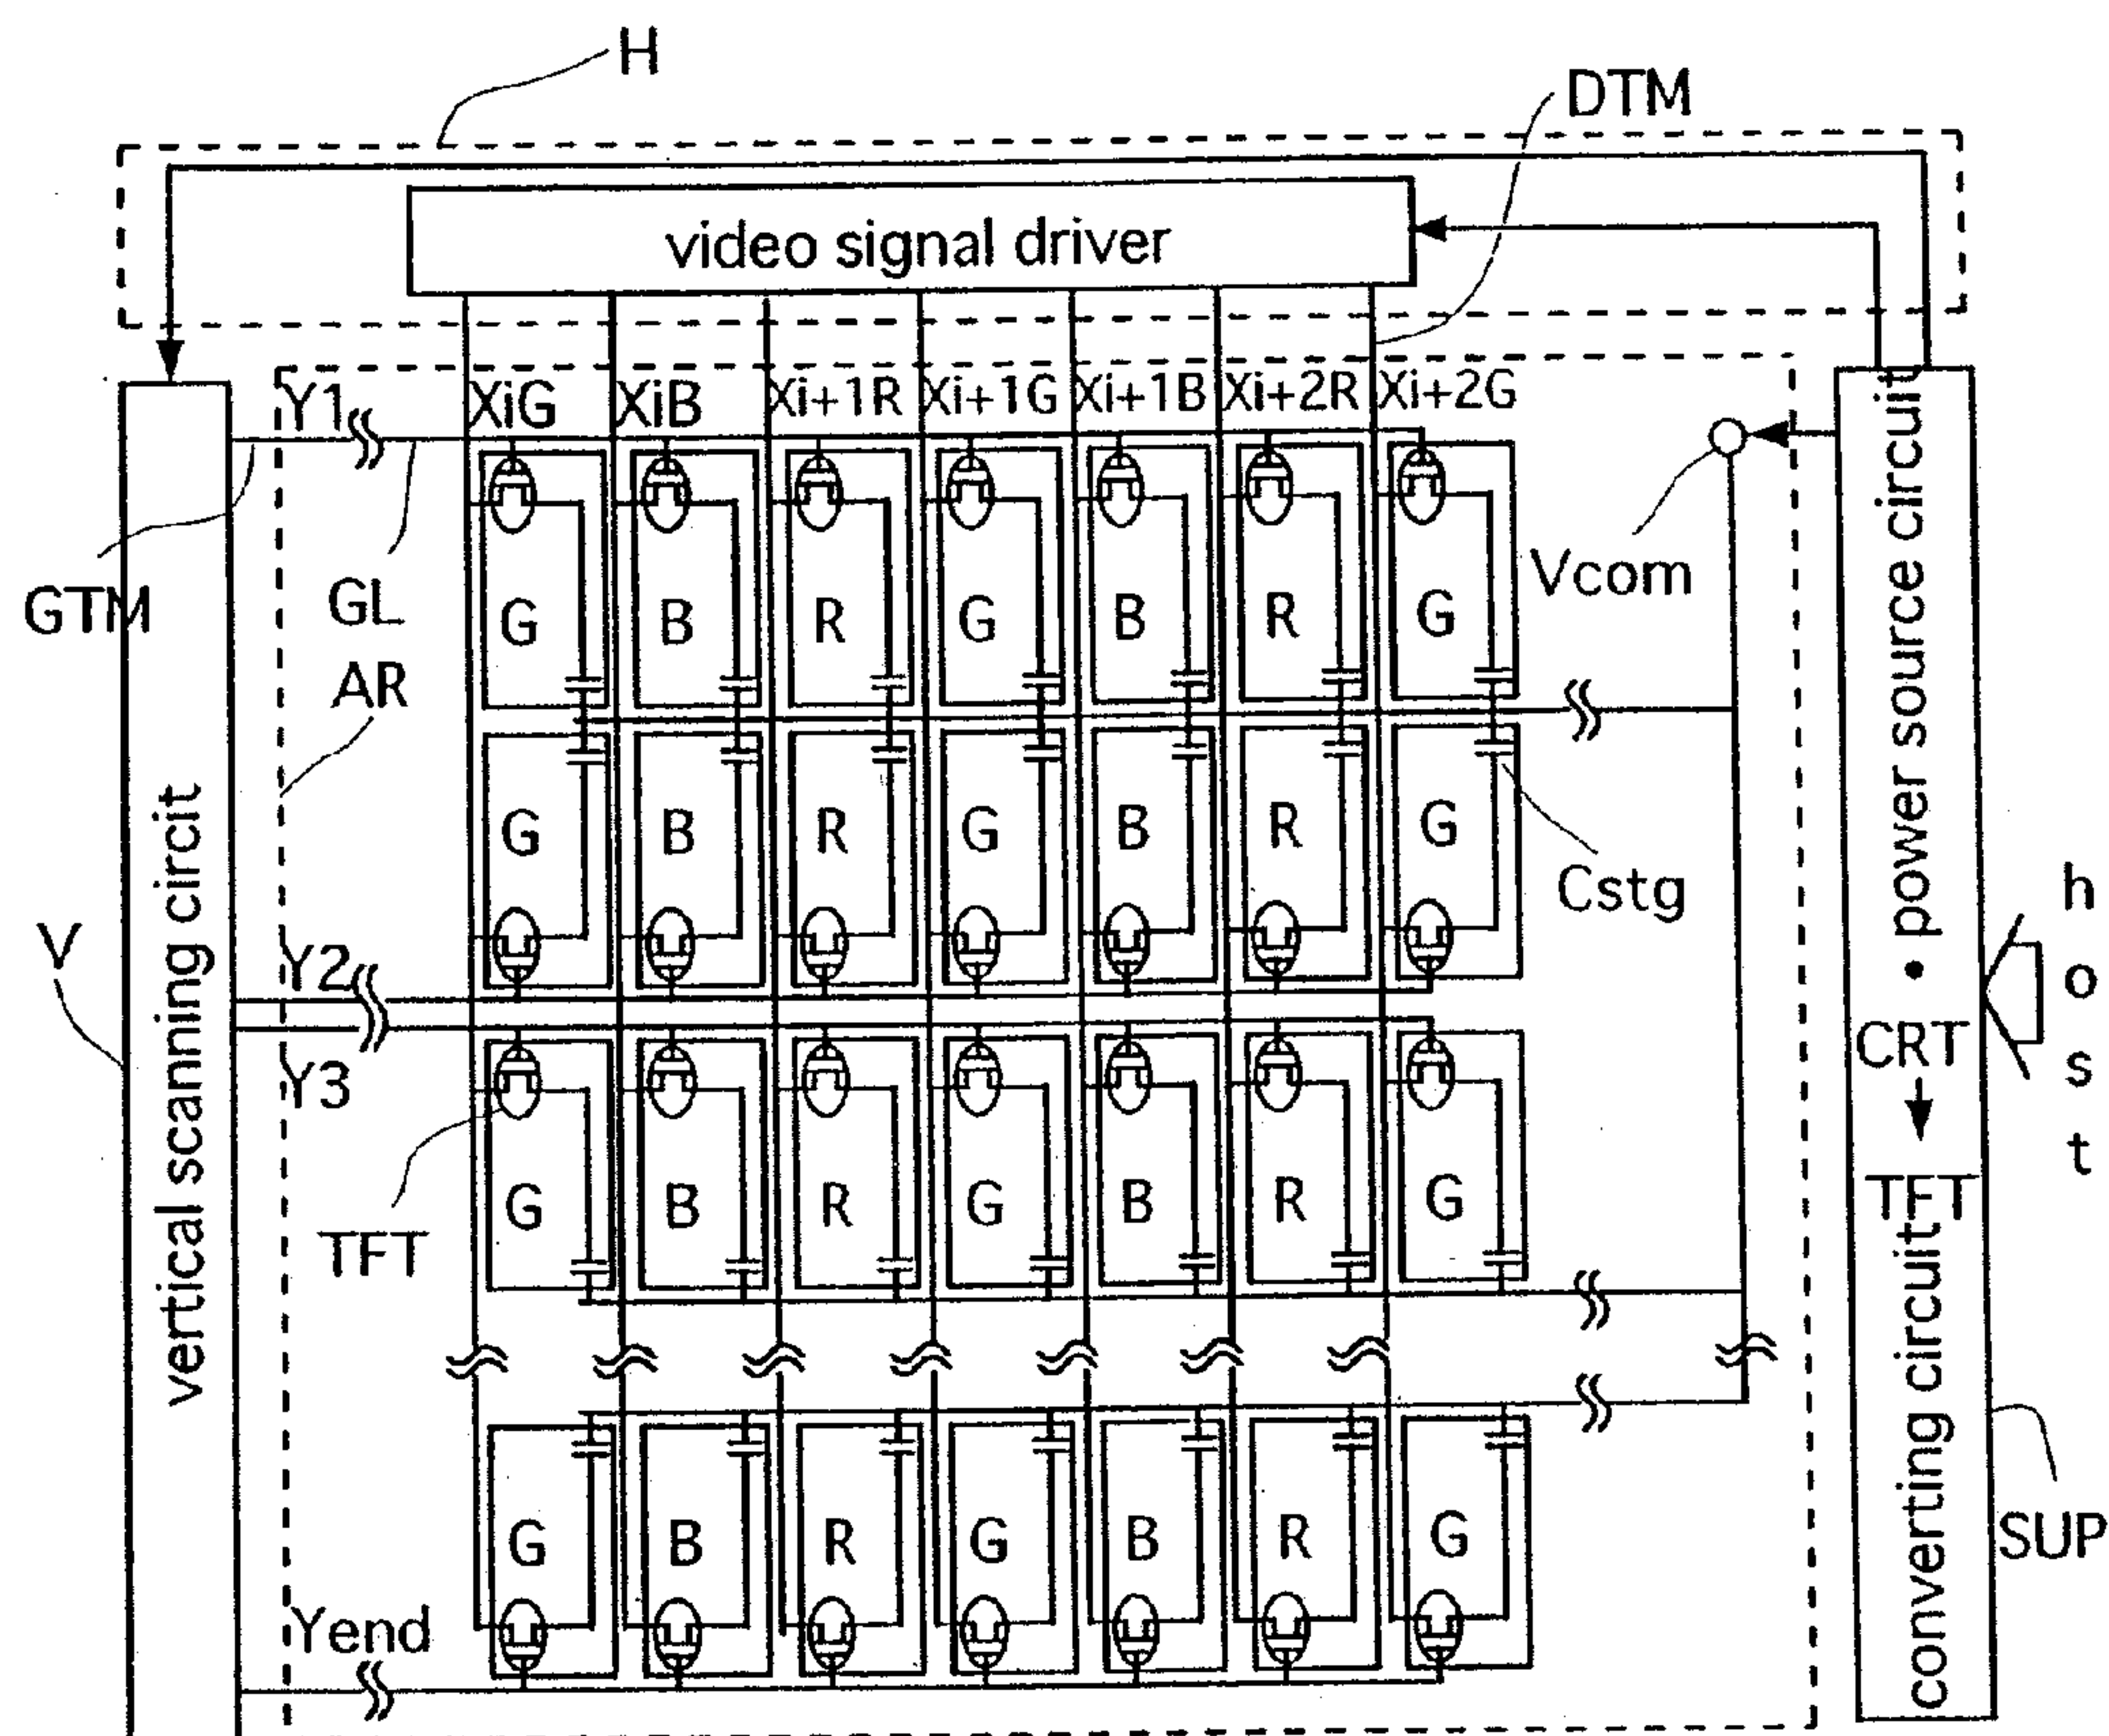 H
DTM
video signal driver
Y1 XiG XiB Xi+1R Xi+1G Xi+1B Xi+2R Xi+2G
GTM
GL
AR
Vcom
G B R G B R G
G B R G B R G
Cstg
V
vertical scanning circit
Y2
Y3
TFT
G B R G B R G
G B R G B R G
Yend
power source circuit
•
CRT
TFT
converting circuit
host
SUP